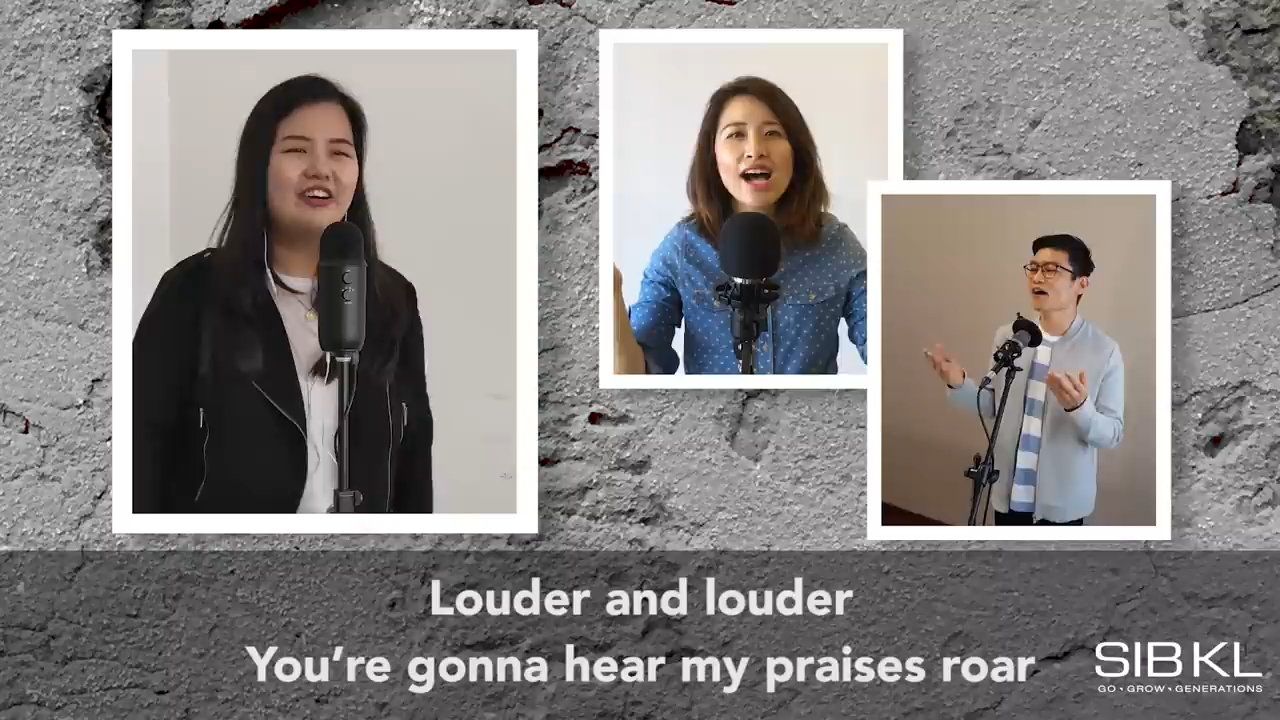 Louder and louder
You're gonna hear my praises roar
SIBKL
GO • GROW • GENERATIONS